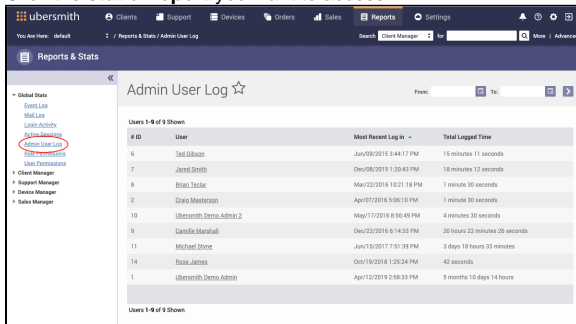 ubersmith Clients Support Devices Orders Sales Reports Settings
You Are Here: default / Reports & Stats / Admin User Log Search Client Manager for More | Advanced
Reports & Stats
Global Stats
Event Log
Mail Log
Login Activity
Active Sessions
Admin User Log
Role Permissions
User Permissions
Client Manager
Support Manager
Device Manager
Sales Manager
Admin User Log From: To:
Users 1-9 of 9 Shown
# ID User Most Recent Log in Total Logged Time
6 Ted Gibson Jun/09/2015 3:44:17 PM 15 minutes 11 seconds
7 Jared Smith Dec/08/2015 1:20:43 PM 18 minutes 12 seconds
8 Brian Teclar Mar/22/2016 10:21:18 PM 1 minute 30 seconds
2 Craig Masterson Apr/07/2016 5:06:10 PM 1 minute 30 seconds
10 Ubersmith Demo Admin 2 May/17/2016 8:56:49 PM 4 minutes 30 seconds
9 Camille Marshall Dec/22/2016 6:14:33 PM 20 hours 22 minutes 26 seconds
11 Michael Styne Jun/15/2017 7:51:39 PM 3 days 18 hours 33 minutes
14 Rose James Oct/19/2018 1:25:24 PM 42 seconds
1 Ubersmith Demo Admin Apr/12/2019 2:58:33 PM 5 months 10 days 14 hours
Users 1-9 of 9 Shown